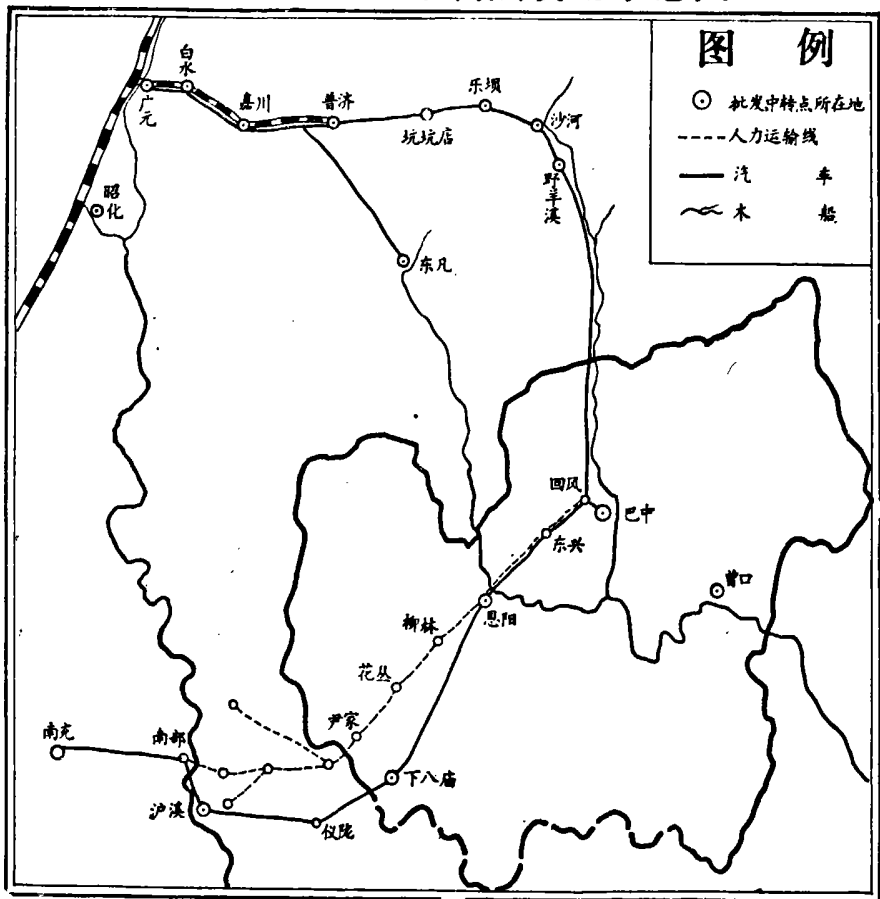 图 例
批发中转点所在地
人力运输线
汽 车
木 船
白水
广元
嘉川
普济
坑坑店
乐坝
沙河
野羊溪
昭化
东凡
回风
巴中
东兴
曾口
恩阳
柳林
花丛
尹家
南充
南部
下八庙
沪溪
仪陇